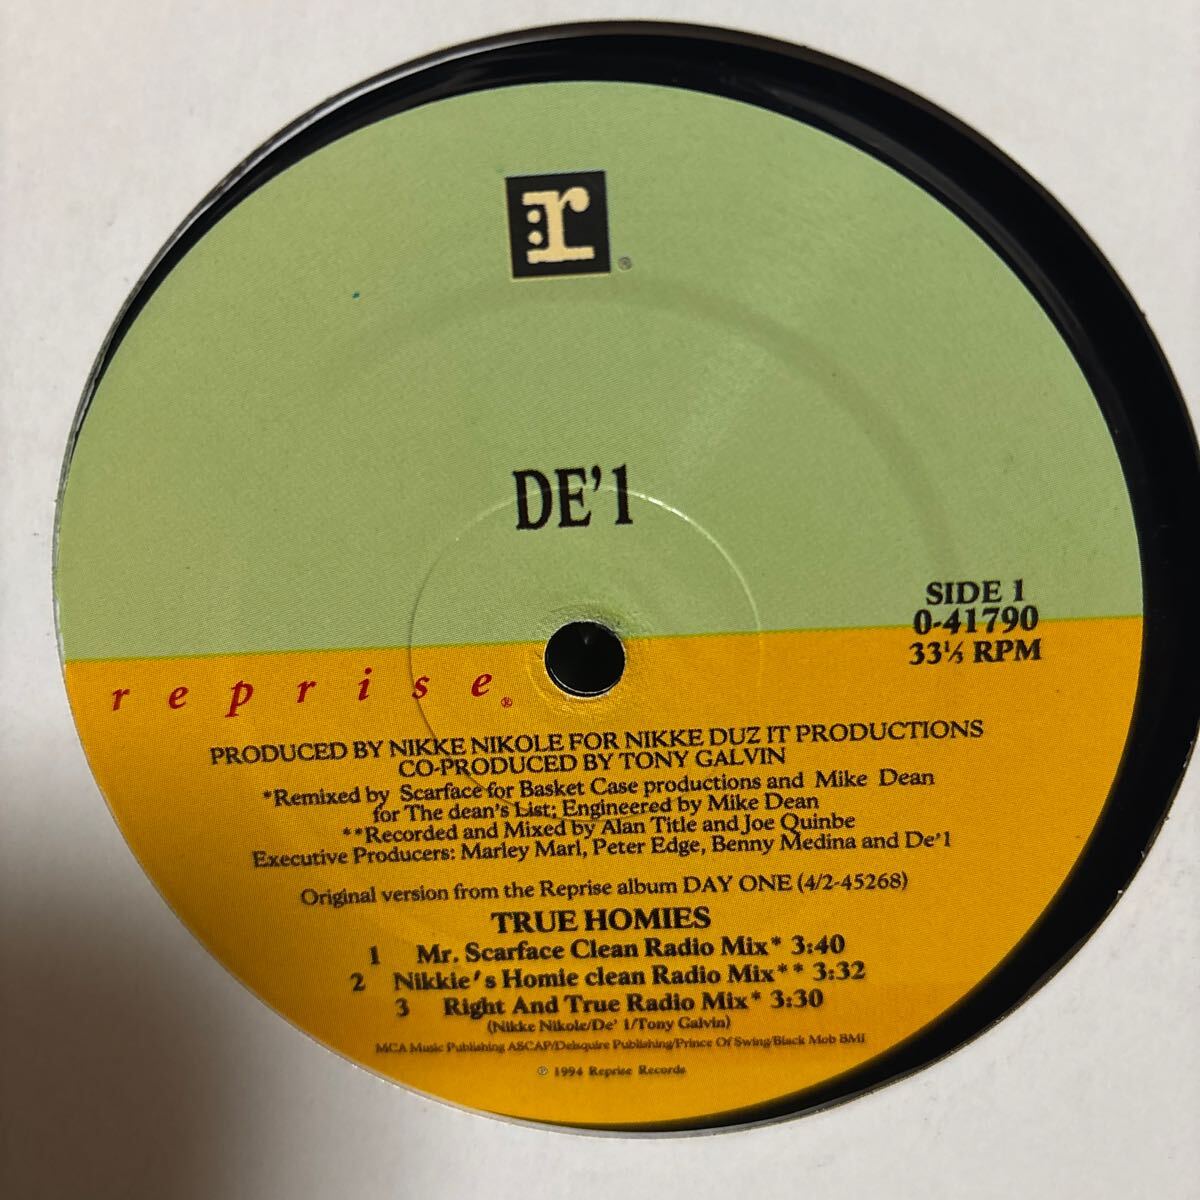 :r
®
DE'1
SIDE 1
0-41790
33⅓ RPM
reprise®
PRODUCED BY NIKKE NIKOLE FOR NIKKE DUZ IT PRODUCTIONS
CO-PRODUCED BY TONY GALVIN
*Remixed by Scarface for Basket Case productions and Mike Dean
for The dean's List; Engineered by Mike Dean
**Recorded and Mixed by Alan Title and Joe Quinbe
Executive Producers: Marley Marl, Peter Edge, Benny Medina and De'1
Original version from the Reprise album DAY ONE (4/2-45268)
TRUE HOMIES
1 Mr. Scarface Clean Radio Mix* 3:40
2 Nikkie's Homie clean Radio Mix** 3:32
3 Right And True Radio Mix* 3:30
(Nikke Nikole/De' 1/Tony Galvin)
MCA Music Publishing ASCAP/Delsquire Publishing/Prince Of Swing/Black Mob BMI
℗ 1994 Reprise Records